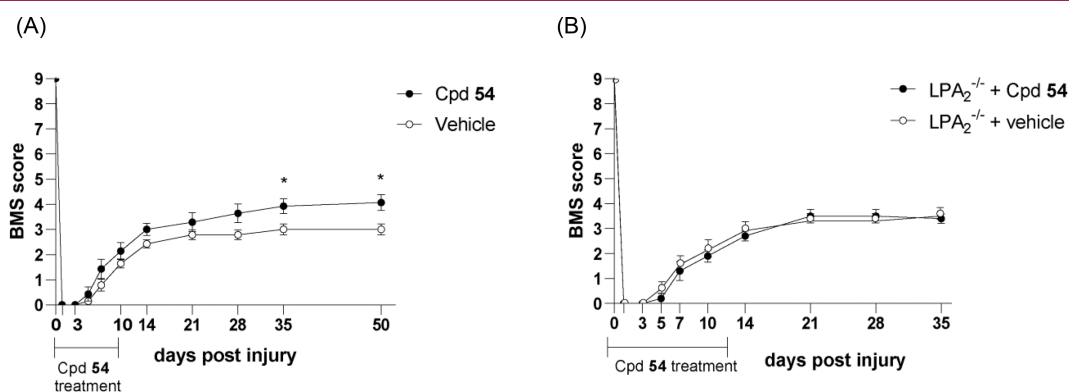 (A)
9
8
7
6
5
4
3
2
1
0
BMS score
Cpd 54
Vehicle
*
*
0 3 10 14 21 28 35 50
days post injury
Cpd 54
treatment
(B)
9
8
7
6
5
4
3
2
1
0
BMS score
LPA₂⁻/⁻ + Cpd 54
LPA₂⁻/⁻ + vehicle
0 3 5 7 10 14 21 28 35
days post injury
Cpd 54 treatment